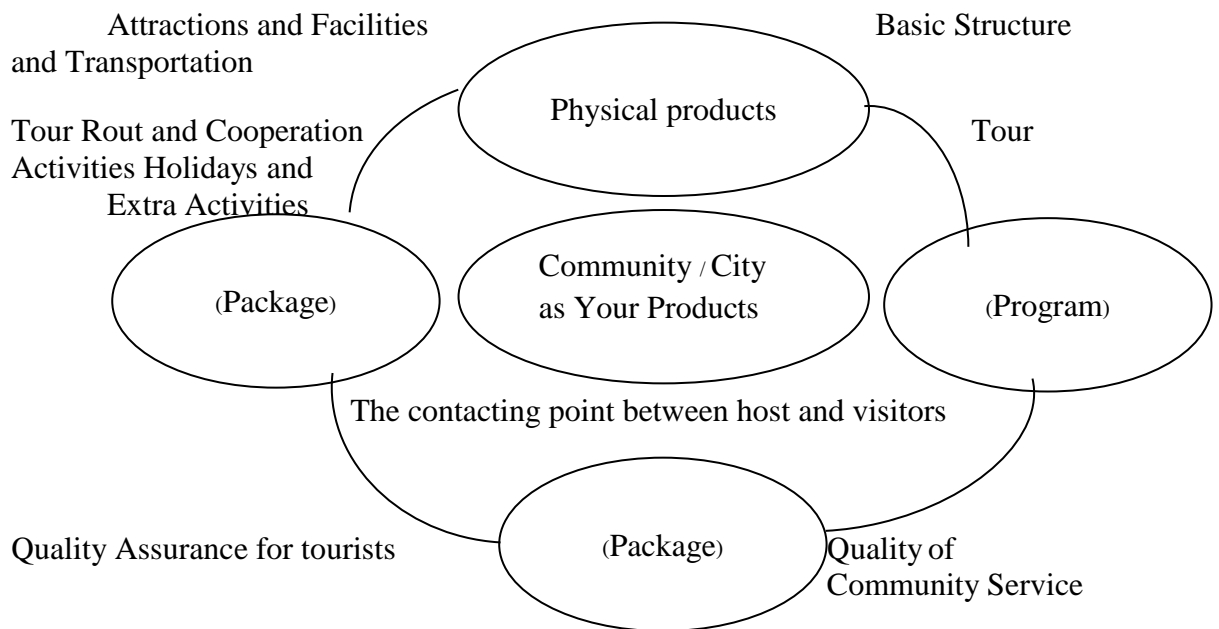 Attractions and Facilities
and Transportation
Basic Structure
Physical products
Tour Rout and Cooperation
Activities Holidays and
Extra Activities
Tour
(Package)
Community / City
as Your Products
(Program)
The contacting point between host and visitors
Quality Assurance for tourists
(Package)
Quality of
Community Service